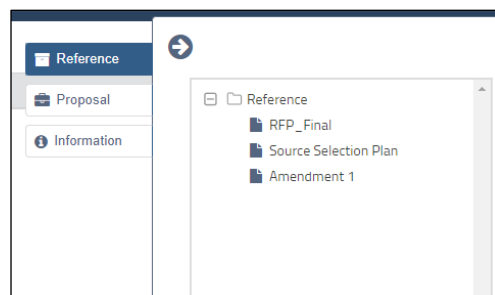 Reference
Proposal
Information
Reference
RFP_Final
Source Selection Plan
Amendment 1